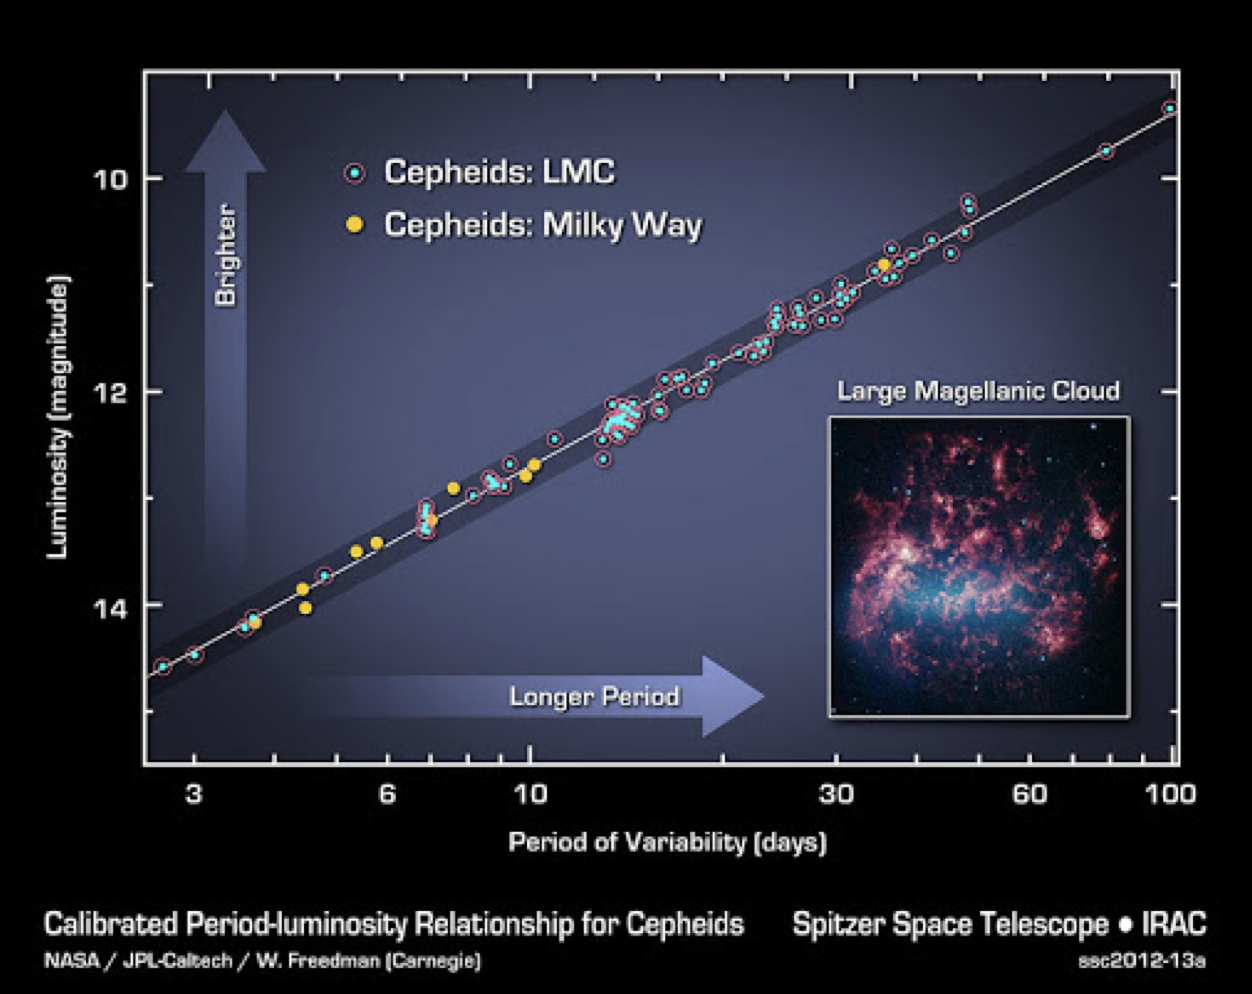 Cepheids: LMC
Cepheids: Milky Way
Brighter
Luminosity (magnitude)
10
12
14
Large Magellanic Cloud
Longer Period
3 6 10 30 60 100
Period of Variability (days)
Calibrated Period-luminosity Relationship for Cepheids
Spitzer Space Telescope • IRAC
NASA / JPL-Caltech / W. Freedman (Carnegie)
ssc2012-13a